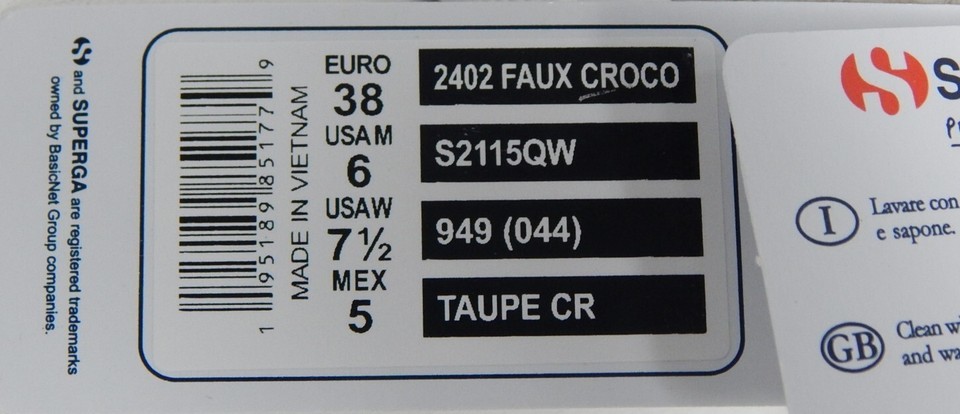 and SUPERGA are registered trademarks
owned by BasicNet Group companies.
1 95189 85177 9
MADE IN VIETNAM
EURO
38
USA M
6
USA W
7½
MEX
5
2402 FAUX CROCO
S2115QW
949 (044)
TAUPE CR
S
I
Lavare con
e sapone.
GB
Clean
and